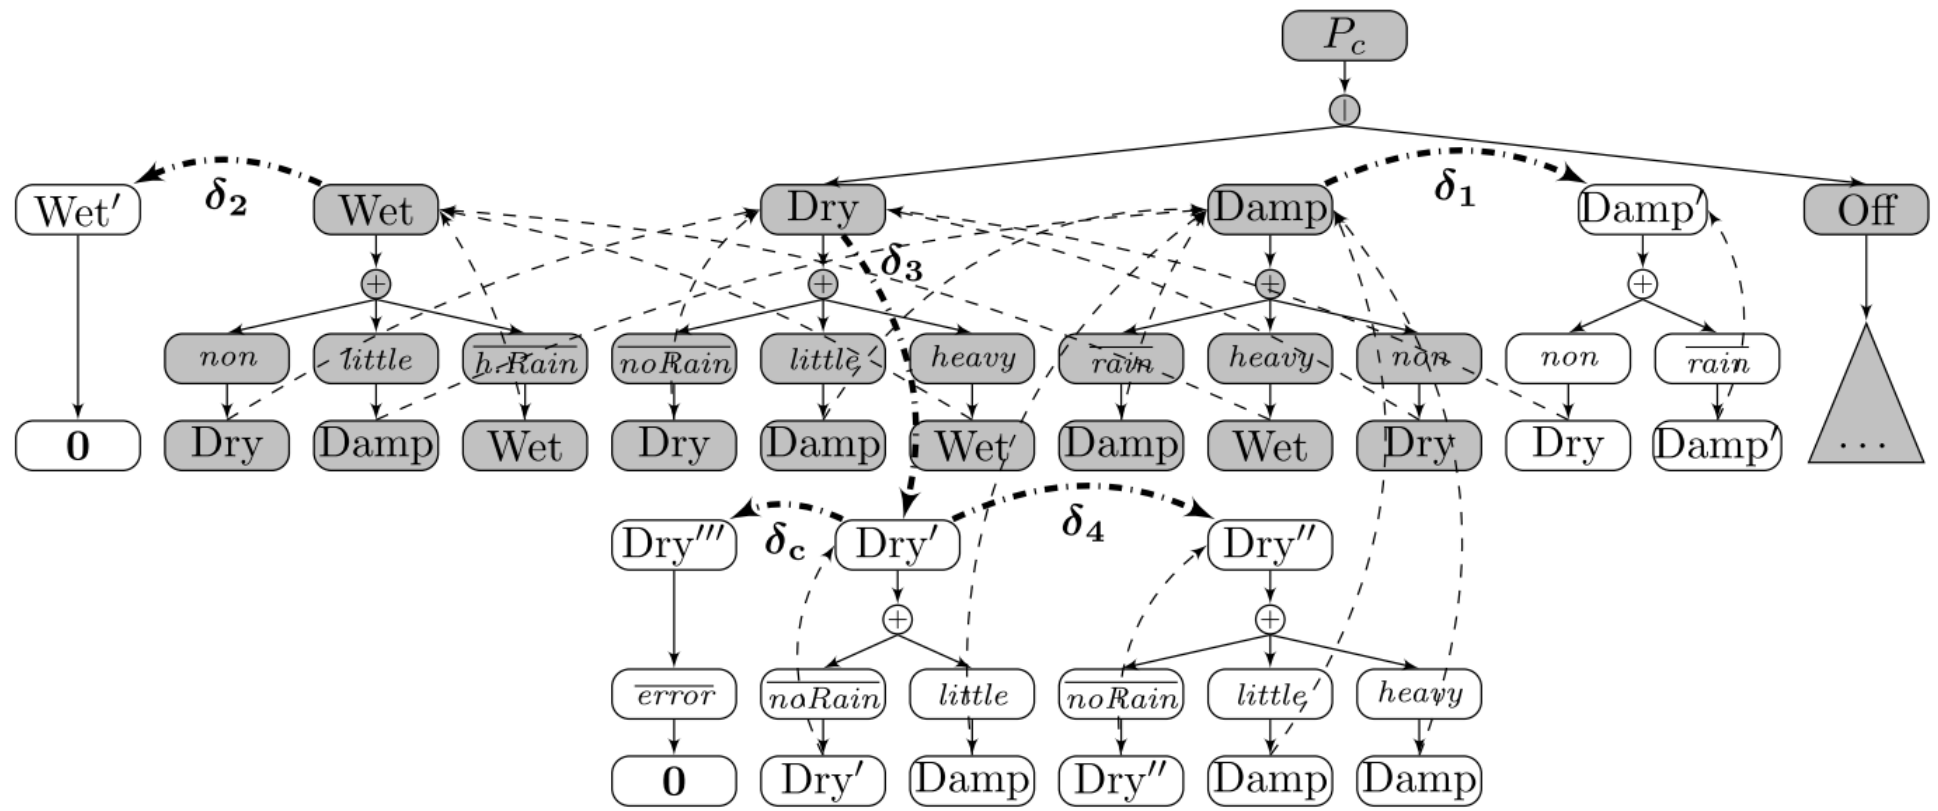 P_c
|
Wet′ δ₂ Wet Dry δ₃ Damp δ₁ Damp′ Off
+ + + +
non little h.Rain noRain little heavy rain heavy non non rain
0 Dry Damp Wet Dry Damp Wet Damp Wet Dry Dry Damp′ ...
Dry‴ δ_c Dry′ δ₄ Dry″
+ +
error noRain little noRain little heavy
0 Dry′ Damp Dry″ Damp Damp